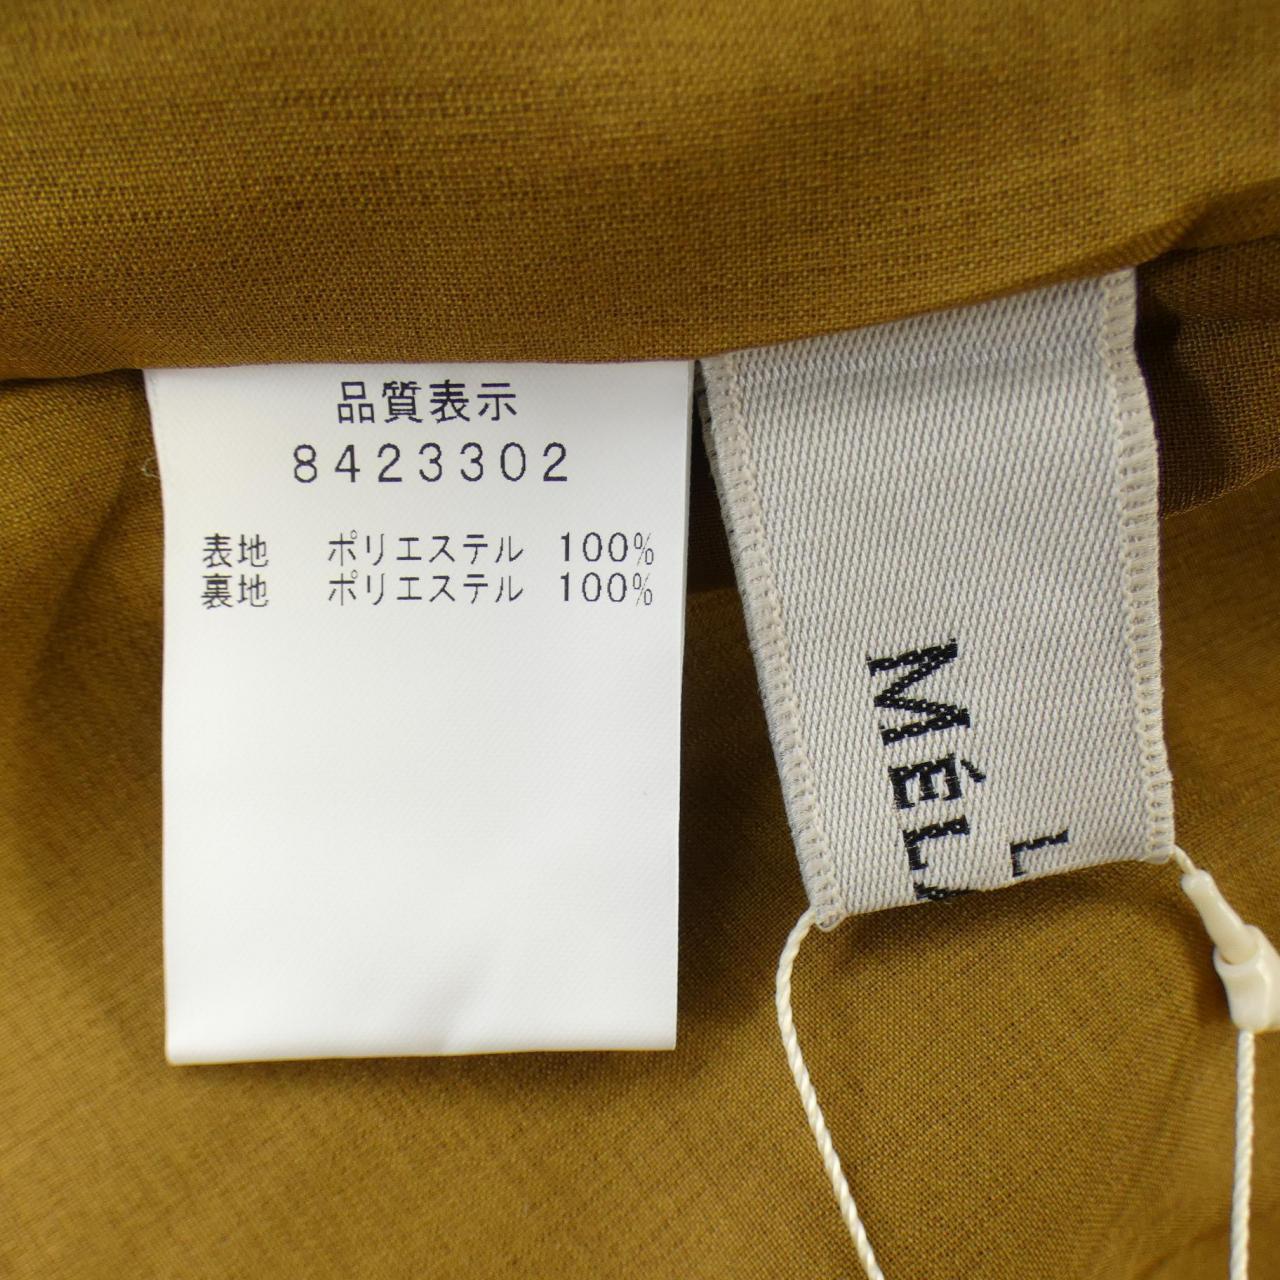 品質表示
8423302
表地 ポリエステル 100%
裏地 ポリエステル 100%
L
MÉL